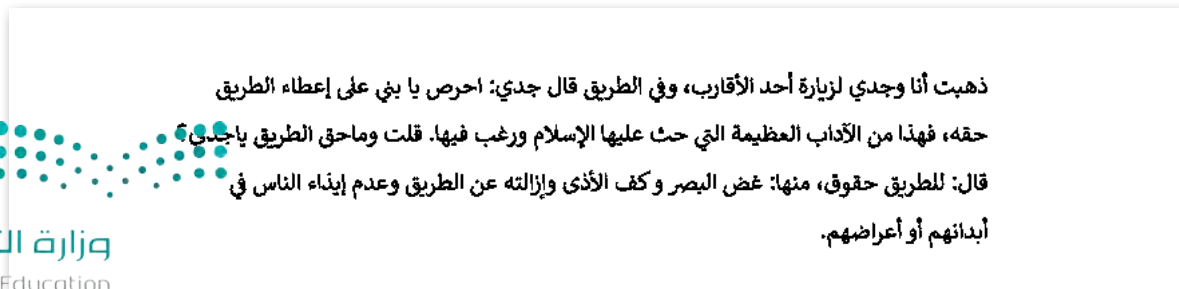 ذهبت أنا وجدي لزيارة أحد الأقارب، وفي الطريق قال جدي: احرص يا بني على إعطاء الطريق
حقه، فهذا من الآداب العظيمة التي حث عليها الإسلام ورغب فيها. قلت وماحق الطريق ياجدي؟
قال: للطريق حقوق، منها: غض البصر وكف الأذى وإزالته عن الطريق وعدم إيذاء الناس في
أبدانهم أو أعراضهم.
وزارة
Education